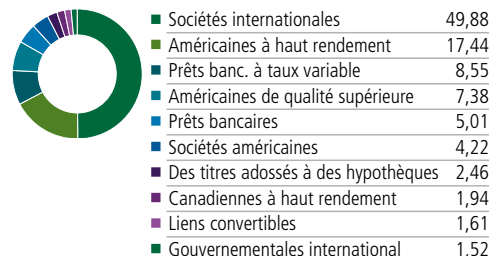 Sociétés internationales 49,88
Américaines à haut rendement 17,44
Prêts banc. à taux variable 8,55
Américaines de qualité supérieure 7,38
Prêts bancaires 5,01
Sociétés américaines 4,22
Des titres adossés à des hypothèques 2,46
Canadiennes à haut rendement 1,94
Liens convertibles 1,61
Gouvernementales international 1,52